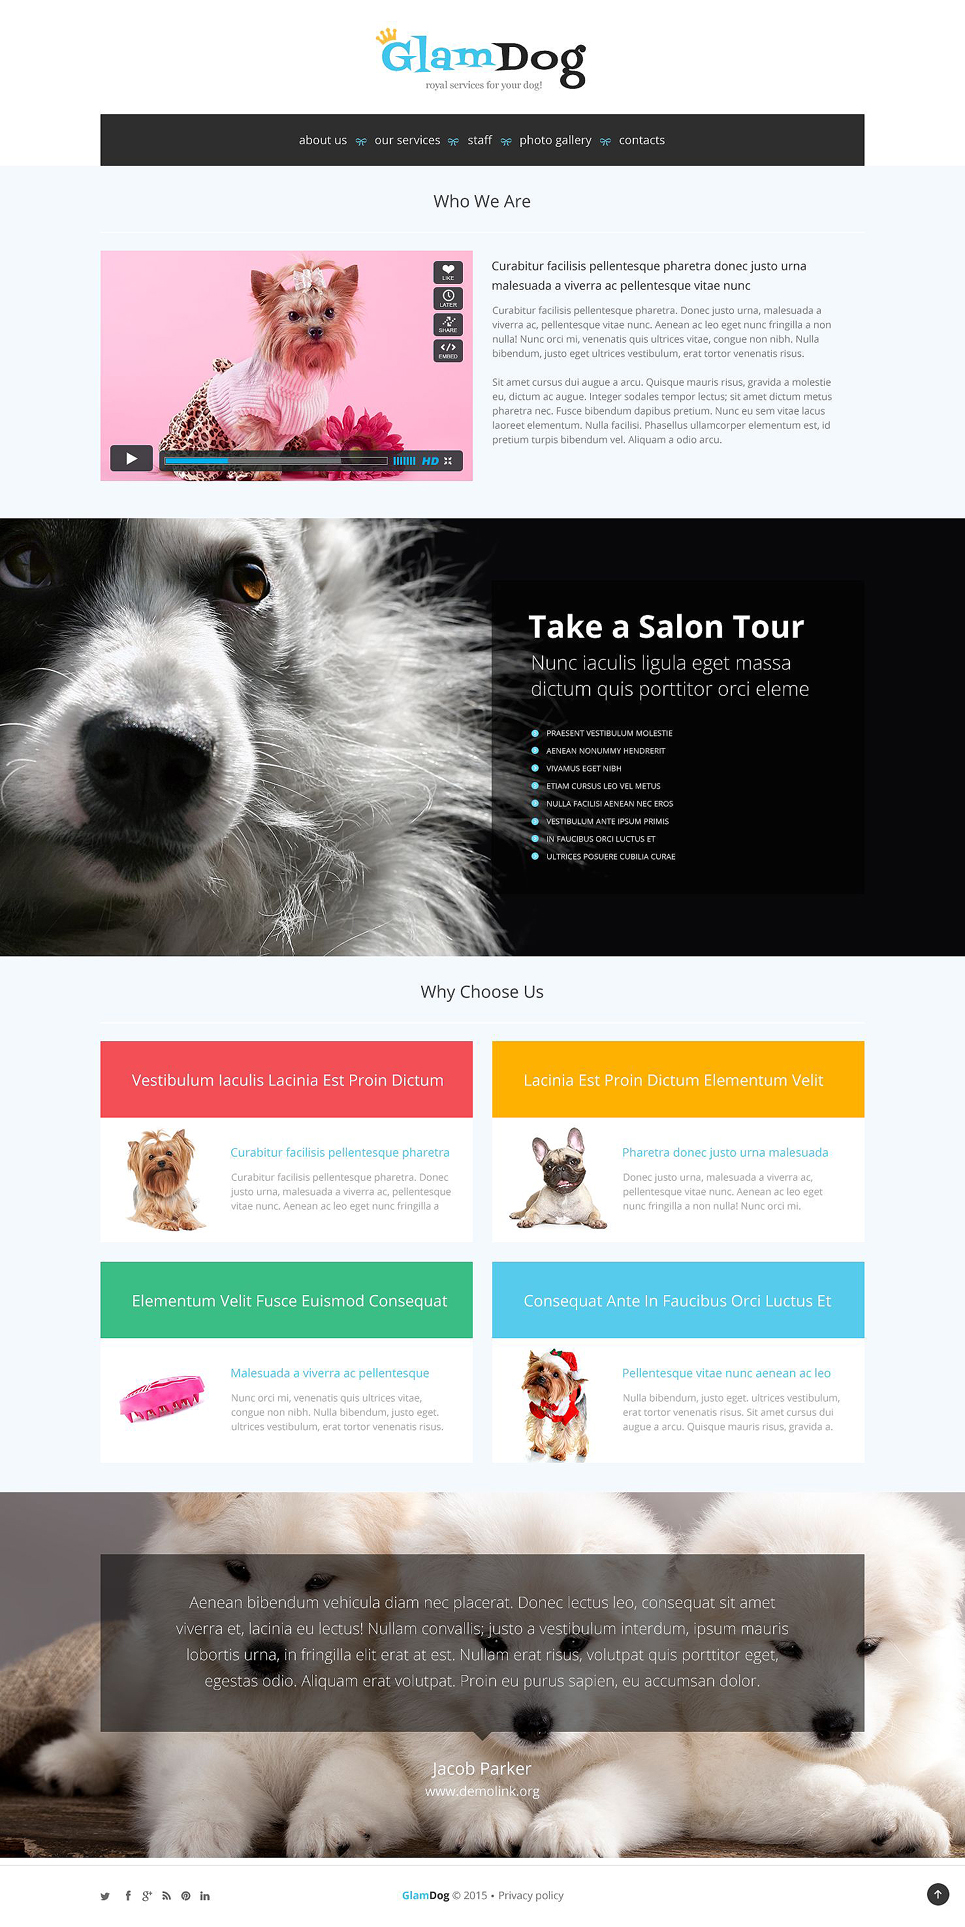 GlamDog
royal services for your dog!
about us our services staff photo gallery contacts
Who We Are
LIKE
LATER
SHARE
EMBED
HD
Curabitur facilisis pellentesque pharetra donec justo urna
malesuada a viverra ac pellentesque vitae nunc
Curabitur facilisis pellentesque pharetra. Donec justo urna, malesuada a
viverra ac, pellentesque vitae nunc. Aenean ac leo eget nunc fringilla a non
nulla! Nunc orci mi, venenatis quis ultrices vitae, congue non nibh. Nulla
bibendum, justo eget ultrices vestibulum, erat tortor venenatis risus.
Sit amet cursus dui augue a arcu. Quisque mauris risus, gravida a molestie
eu, dictum ac augue. Integer sodales tempor lectus; sit amet dictum metus
pharetra nec. Fusce bibendum dapibus pretium. Nunc eu sem vitae lacus
laoreet elementum. Nulla facilisi. Phasellus ullamcorper elementum est, id
pretium turpis bibendum vel. Aliquam a odio arcu.
Take a Salon Tour
Nunc iaculis ligula eget massa
dictum quis porttitor orci eleme
PRAESENT VESTIBULUM MOLESTIE
AENEAN NONUMMY HENDRERIT
VIVAMUS EGET NIBH
ETIAM CURSUS LEO VEL METUS
NULLA FACILISI AENEAN NEC EROS
VESTIBULUM ANTE IPSUM PRIMIS
IN FAUCIBUS ORCI LUCTUS ET
ULTRICES POSUERE CUBILIA CURAE
Why Choose Us
Vestibulum Iaculis Lacinia Est Proin Dictum
Curabitur facilisis pellentesque pharetra
Curabitur facilisis pellentesque pharetra. Donec
justo urna, malesuada a viverra ac, pellentesque
vitae nunc. Aenean ac leo eget nunc fringilla a
Lacinia Est Proin Dictum Elementum Velit
Pharetra donec justo urna malesuada
Donec justo urna, malesuada a viverra ac,
pellentesque vitae nunc. Aenean ac leo eget
nunc fringilla a non nulla! Nunc orci mi.
Elementum Velit Fusce Euismod Consequat
Malesuada a viverra ac pellentesque
Nunc orci mi, venenatis quis ultrices vitae,
congue non nibh. Nulla bibendum, justo eget.
ultrices vestibulum, erat tortor venenatis risus.
Consequat Ante In Faucibus Orci Luctus Et
Pellentesque vitae nunc aenean ac leo
Nulla bibendum, justo eget. ultrices vestibulum,
erat tortor venenatis risus. Sit amet cursus dui
augue a arcu. Quisque mauris risus, gravida a.
Aenean bibendum vehicula diam nec placerat. Donec lectus leo, consequat sit amet
viverra et, lacinia eu lectus! Nullam convallis; justo a vestibulum interdum, ipsum mauris
lobortis urna, in fringilla elit erat at est. Nullam erat risus, volutpat quis porttitor eget,
egestas odio. Aliquam erat volutpat. Proin eu purus sapien, eu accumsan dolor.
Jacob Parker
www.demolink.org
GlamDog © 2015 • Privacy policy